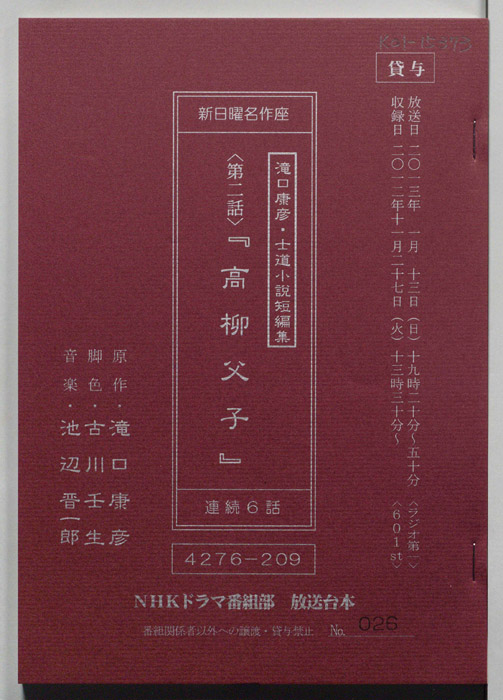 貸与
放送日 二〇一三年 一月 十三日（日）十九時二十分～五十分〈ラジオ第一〉
収録日 二〇一二年十一月二十七日（火）十三時三十分～〈６０１st〉
新日曜名作座
滝口康彦・士道小説短編集
〈第二話〉『高柳父子』
連続６話
原作・滝口康彦
脚色・古川壬生
音楽・池辺晋一郎
4276－209
NHKドラマ番組部 放送台本
番組関係者以外への譲渡・貸与禁止 No. 026